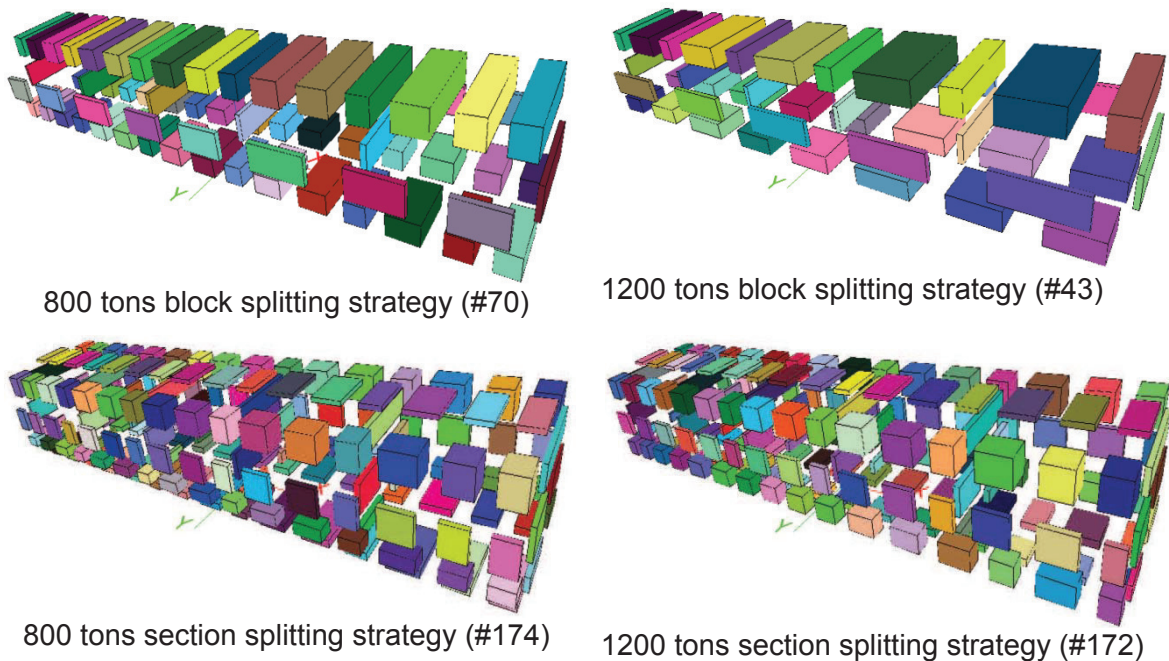 Y
Y
800 tons block splitting strategy (#70)
1200 tons block splitting strategy (#43)
Y
Y
800 tons section splitting strategy (#174)
1200 tons section splitting strategy (#172)